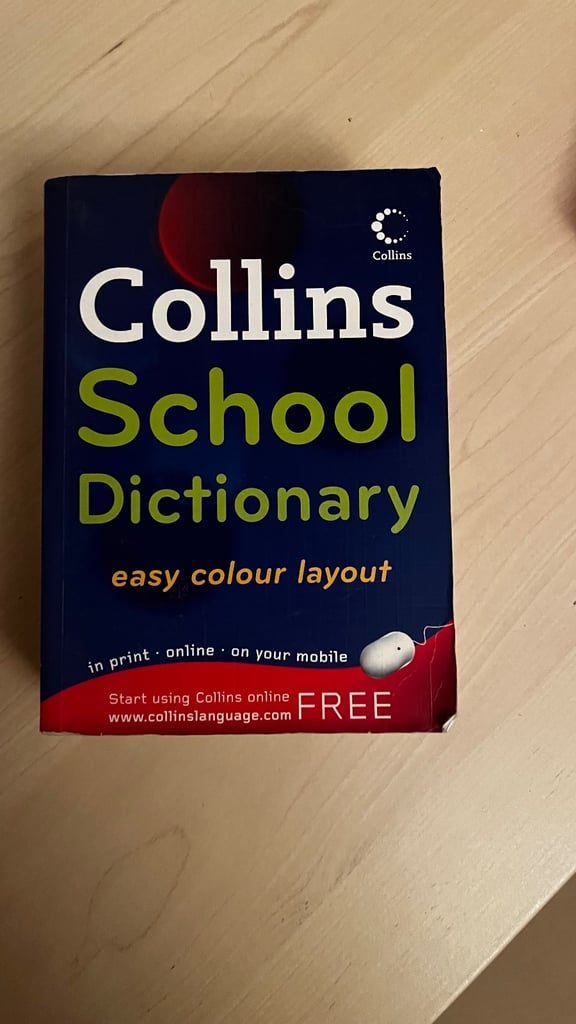 Collins
Collins
School
Dictionary
easy colour layout
in print · online · on your mobile
Start using Collins online
www.collinslanguage.com FREE